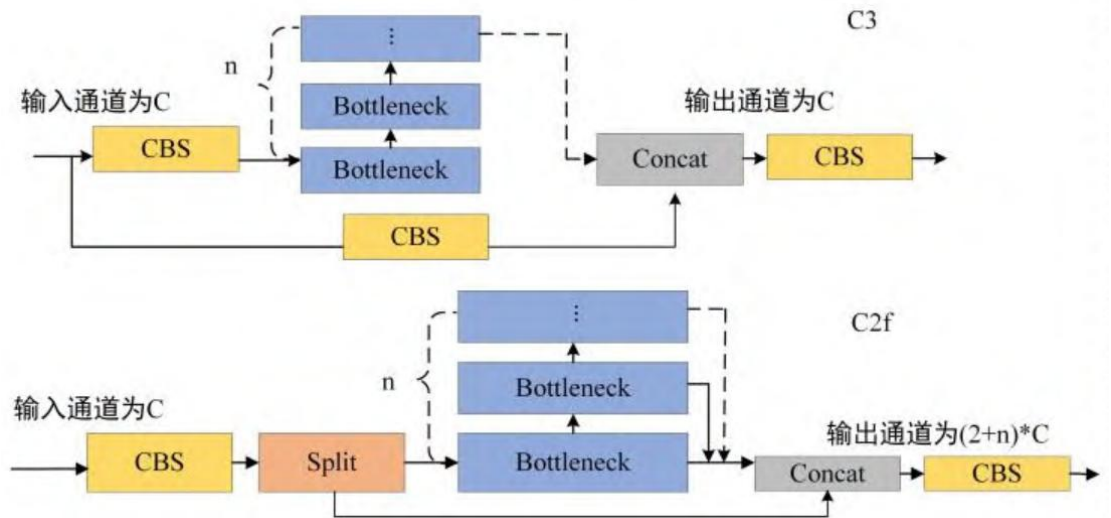 C3
⋮
n
输入通道为C
Bottleneck
输出通道为C
CBS
Bottleneck
Concat
CBS
CBS
⋮
C2f
n
Bottleneck
输入通道为C
输出通道为(2+n)*C
CBS
Split
Bottleneck
Concat
CBS